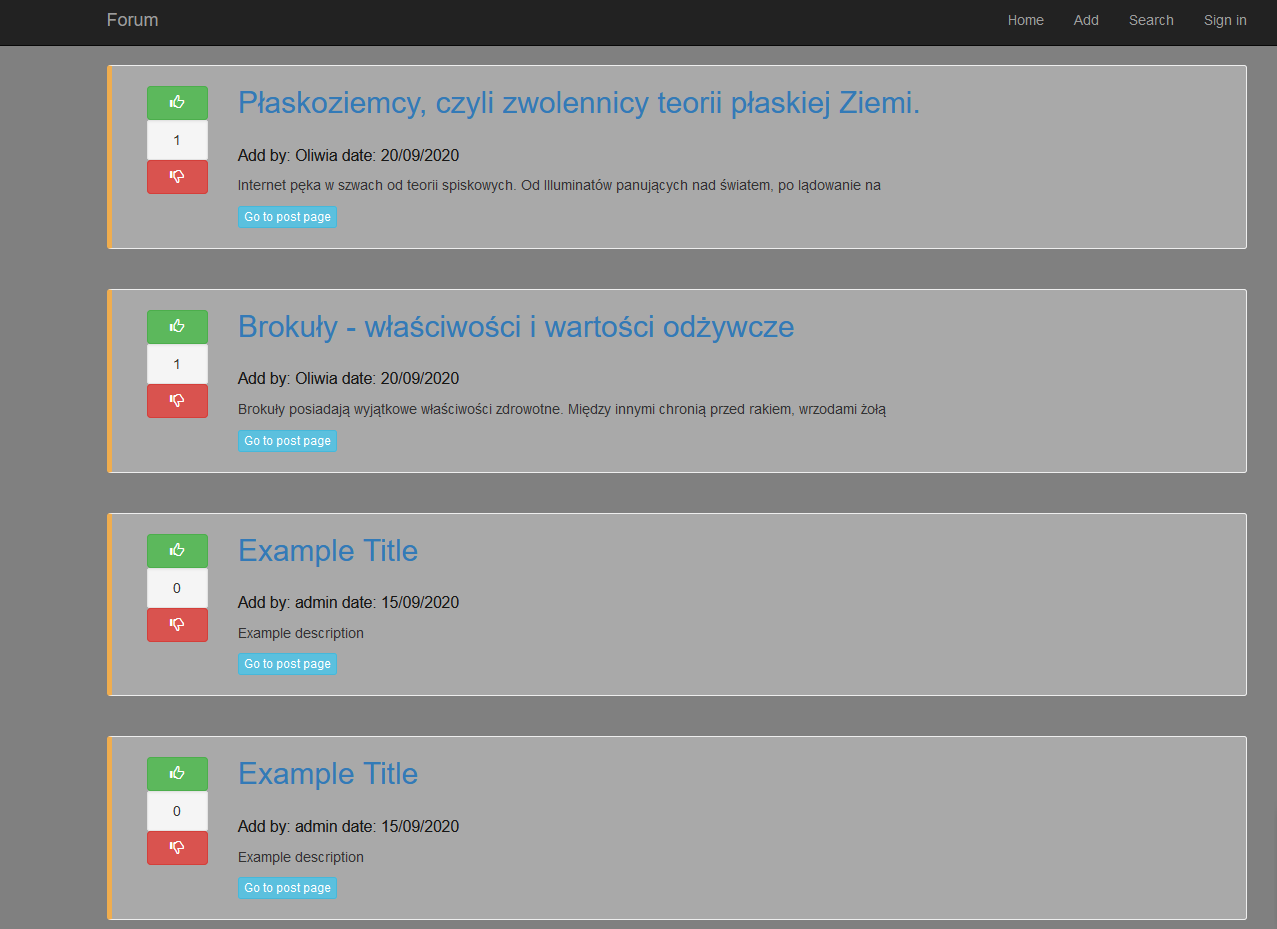 Forum
Home Add Search Sign in
Płaskoziemcy, czyli zwolennicy teorii płaskiej Ziemi.
1
Add by: Oliwia date: 20/09/2020
Internet pęka w szwach od teorii spiskowych. Od Illuminatów panujących nad światem, po lądowanie na
Go to post page
Brokuły - właściwości i wartości odżywcze
1
Add by: Oliwia date: 20/09/2020
Brokuły posiadają wyjątkowe właściwości zdrowotne. Między innymi chronią przed rakiem, wrzodami żołą
Go to post page
Example Title
0
Add by: admin date: 15/09/2020
Example description
Go to post page
Example Title
0
Add by: admin date: 15/09/2020
Example description
Go to post page